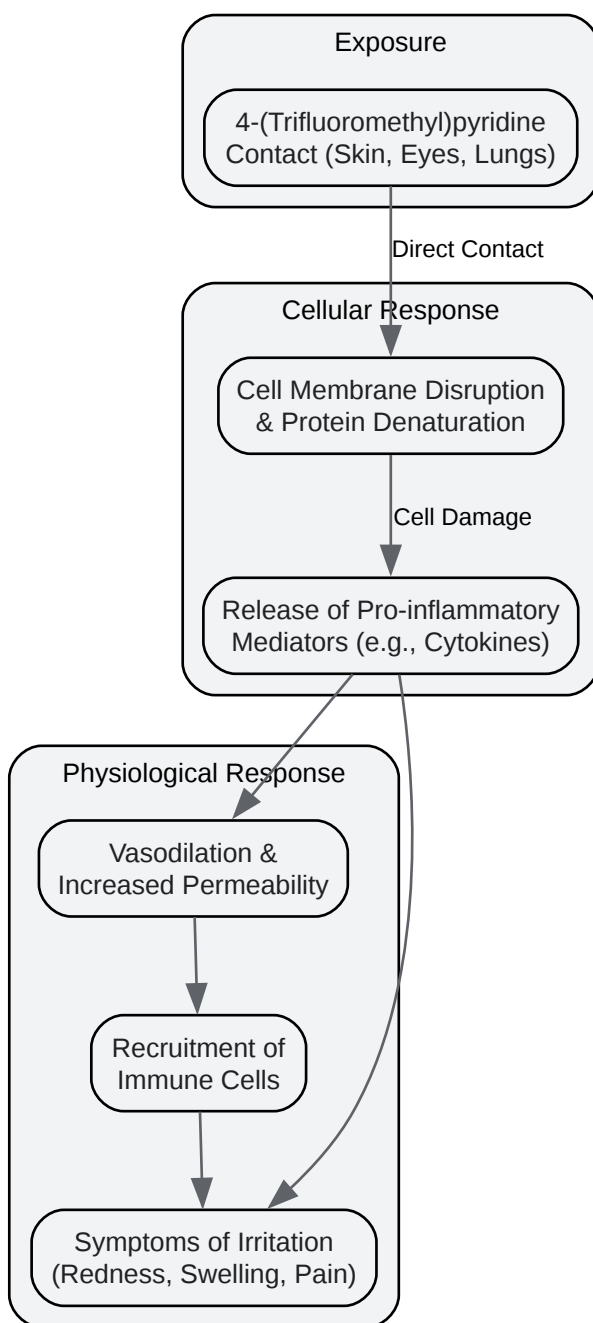 Exposure
4-(Trifluoromethyl)pyridine
Contact (Skin, Eyes, Lungs)
Direct Contact
Cellular Response
Cell Membrane Disruption
& Protein Denaturation
Cell Damage
Release of Pro-inflammatory
Mediators (e.g., Cytokines)
Physiological Response
Vasodilation &
Increased Permeability
Recruitment of
Immune Cells
Symptoms of Irritation
(Redness, Swelling, Pain)